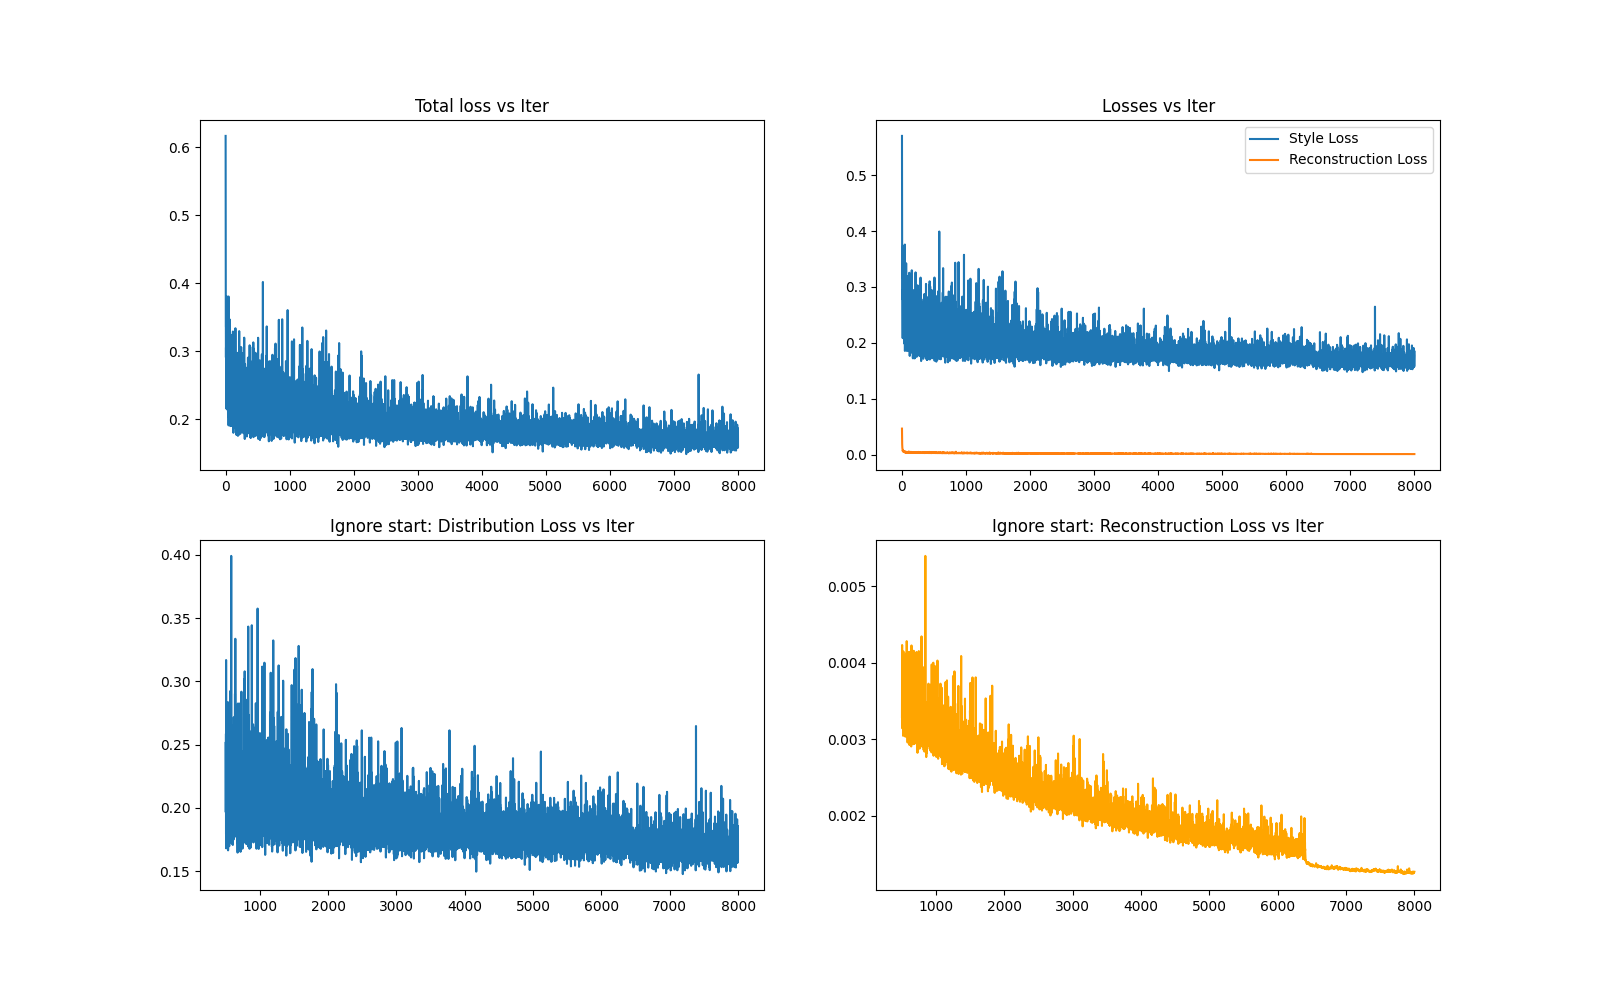 Total loss vs Iter
0.6
0.5
0.4
0.3
0.2
0 1000 2000 3000 4000 5000 6000 7000 8000
Losses vs Iter
Style Loss
Reconstruction Loss
0.5
0.4
0.3
0.2
0.1
0.0
0 1000 2000 3000 4000 5000 6000 7000 8000
Ignore start: Distribution Loss vs Iter
0.40
0.35
0.30
0.25
0.20
0.15
1000 2000 3000 4000 5000 6000 7000 8000
Ignore start: Reconstruction Loss vs Iter
0.005
0.004
0.003
0.002
1000 2000 3000 4000 5000 6000 7000 8000